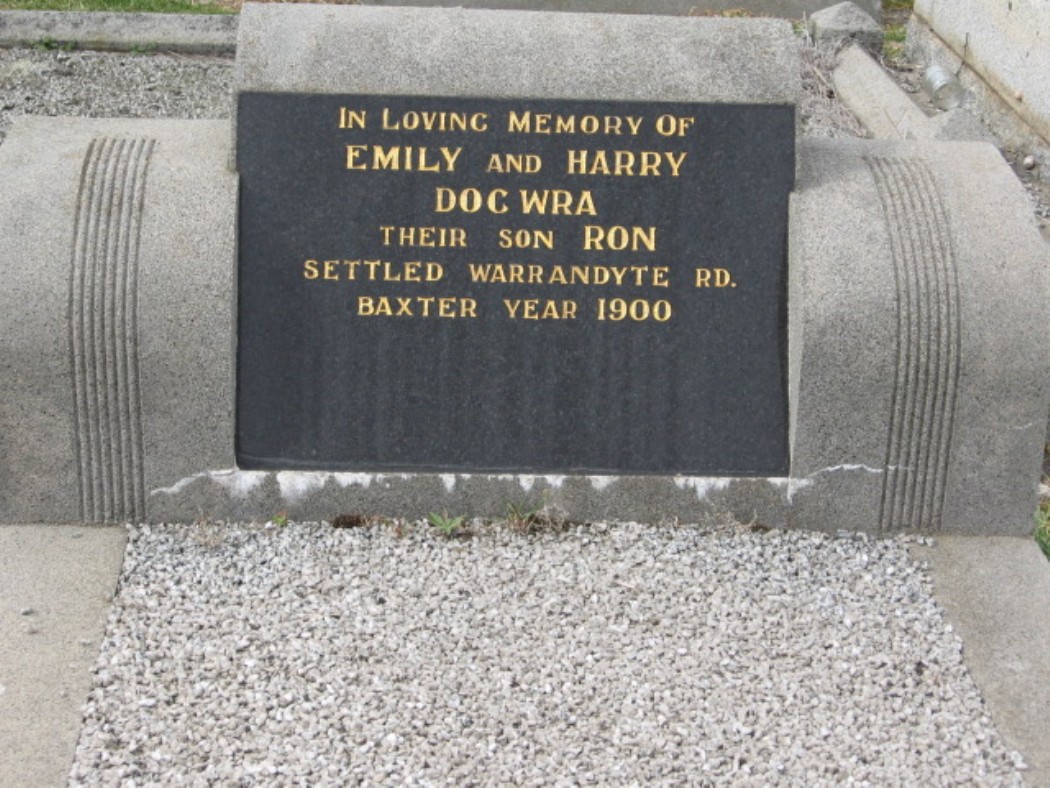 In Loving Memory Of
EMILY AND HARRY
DOCWRA
THEIR SON RON
SETTLED WARRANDYTE RD.
BAXTER YEAR 1900